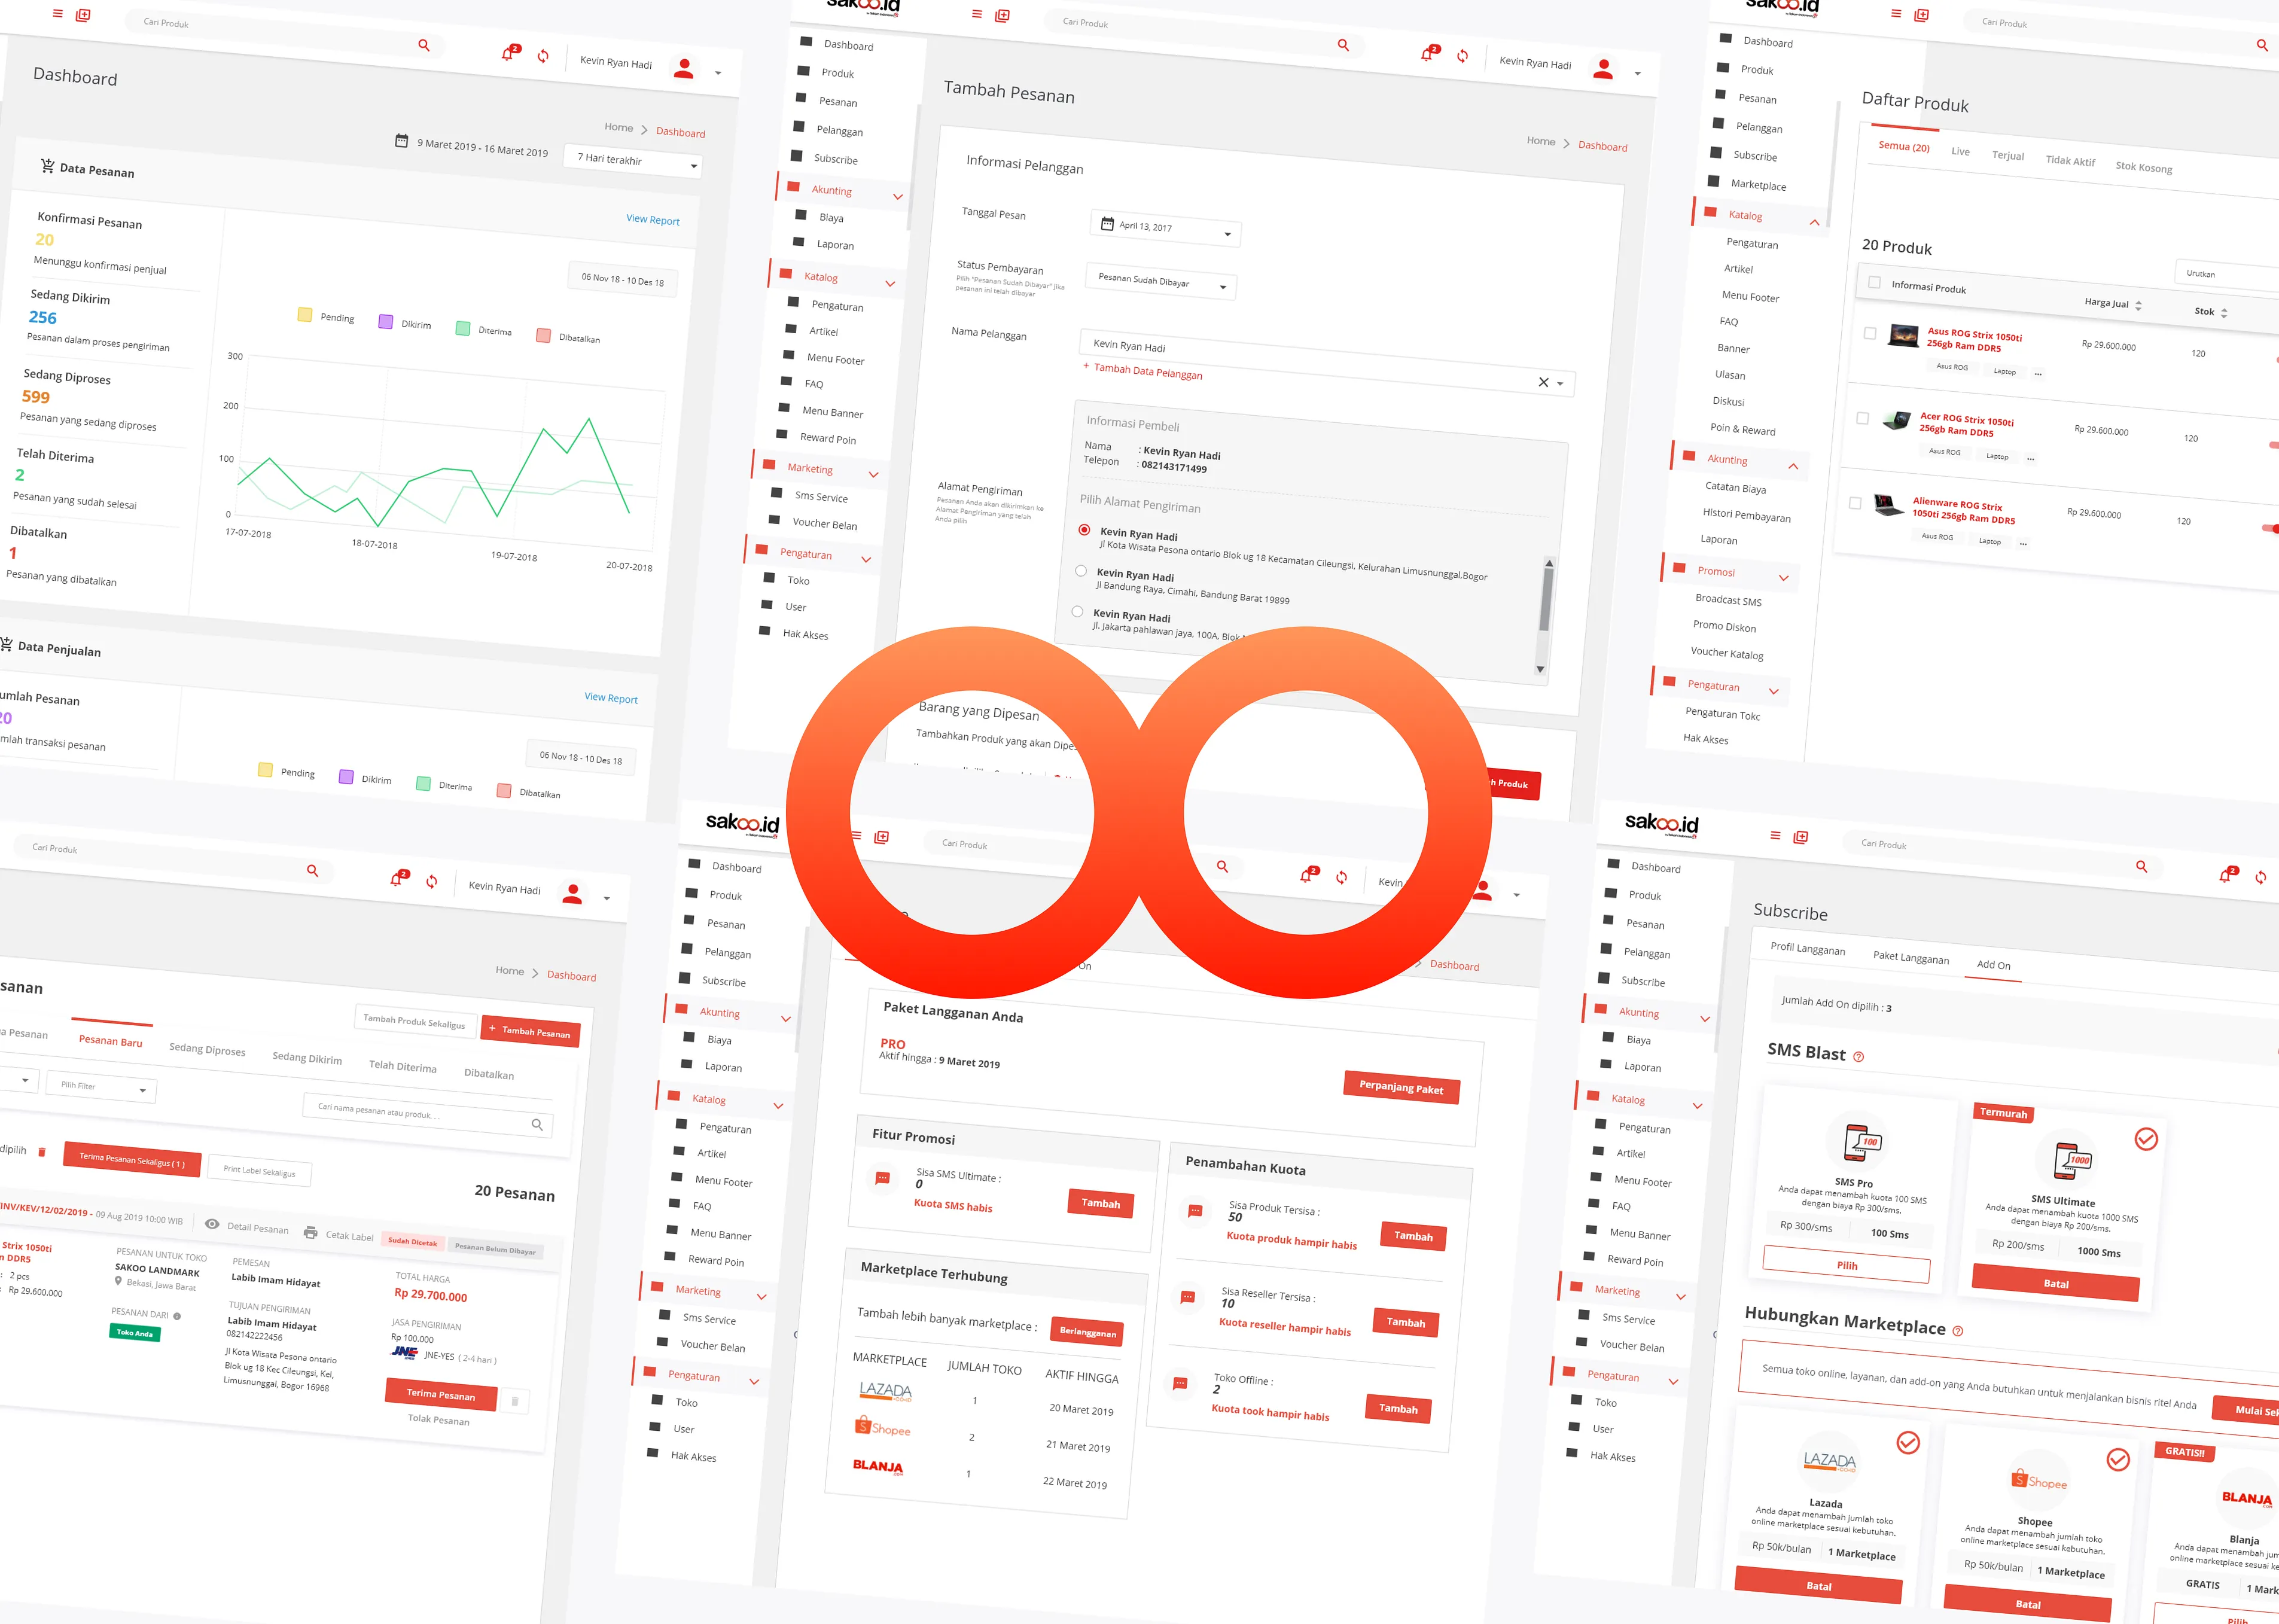 Cari Produk
2
Kevin Ryan Hadi
Dashboard
Home > Dashboard
9 Maret 2019 - 16 Maret 2019
7 Hari terakhir
Data Pesanan
View Report
Konfirmasi Pesanan
20
Menunggu konfirmasi penjual
Sedang Dikirim
256
Pesanan dalam proses pengiriman
Sedang Diproses
599
Pesanan yang sedang diproses
Telah Diterima
2
Pesanan yang sudah selesai
Dibatalkan
1
Pesanan yang dibatalkan
06 Nov 18 - 10 Des 18
Pending Dikirim Diterima Dibatalkan
300
200
100
0
17-07-2018 18-07-2018 19-07-2018 20-07-2018
Data Penjualan
View Report
umlah Pesanan
20
mlah transaksi pesanan
06 Nov 18 - 10 Des 18
Pending Dikirim Diterima Dibatalkan
sakoo.id
Cari Produk
2
Kevin Ryan Hadi
Dashboard
Produk
Pesanan
Pelanggan
Subscribe
Akunting
Biaya
Laporan
Katalog
Pengaturan
Artikel
Menu Footer
FAQ
Menu Banner
Reward Poin
Marketing
Sms Service
Voucher Belan
Pengaturan
Toko
User
Hak Akses
Tambah Pesanan
Home > Dashboard
Informasi Pelanggan
Tanggal Pesan
April 13, 2017
Status Pembayaran
Pilih "Pesanan Sudah Dibayar" jika
pesanan ini telah dibayar
Pesanan Sudah Dibayar
Nama Pelanggan
Kevin Ryan Hadi
+ Tambah Data Pelanggan
Informasi Pembeli
Nama : Kevin Ryan Hadi
Telepon : 082143171499
Alamat Pengiriman
Pesanan Anda akan dikirimkan ke
Alamat Pengiriman yang telah
Anda pilih
Pilih Alamat Pengiriman
Kevin Ryan Hadi
Jl Kota Wisata Pesona ontario Blok ug 18 Kecamatan Cileungsi, Kelurahan Limusnunggal,Bogor
Kevin Ryan Hadi
Jl Bandung Raya, Cimahi, Bandung Barat 19899
Kevin Ryan Hadi
Jl. Jakarta pahlawan jaya, 100A, Blok
Barang yang Dipesan
Tambahkan Produk yang akan Dipes
h Produk
sakoo.id
Cari Produk
Dashboard
Produk
Pesanan
Pelanggan
Subscribe
Marketplace
Katalog
Pengaturan
Artikel
Menu Footer
FAQ
Banner
Ulasan
Diskusi
Poin & Reward
Akunting
Catatan Biaya
Histori Pembayaran
Laporan
Promosi
Broadcast SMS
Promo Diskon
Voucher Katalog
Pengaturan
Pengaturan Tokc
Hak Akses
Daftar Produk
Semua (20) Live Terjual Tidak Aktif Stok Kosong
20 Produk
Urutkan
Informasi Produk Harga Jual Stok
Asus ROG Strix 1050ti
256gb Ram DDR5
Rp 29.600.000 120
Asus ROG Laptop ...
Acer ROG Strix 1050ti
256gb Ram DDR5
Rp 29.600.000 120
Asus ROG Laptop ...
Alienware ROG Strix
1050ti 256gb Ram DDR5
Rp 29.600.000 120
Asus ROG Laptop ...
Cari Produk
2
Kevin Ryan Hadi
Home > Dashboard
sanan
Tambah Produk Sekaligus
+ Tambah Pesanan
a Pesanan Pesanan Baru Sedang Diproses Sedang Dikirim Telah Diterima Dibatalkan
Pilih Filter
Cari nama pesanan atau produk. . .
dipilih
Terima Pesanan Sekaligus ( 1 )
Print Label Sekaligus
20 Pesanan
INV/KEV/12/02/2019 - 09 Aug 2019 10:00 WIB
Detail Pesanan
Cetak Label
Sudah Dicetak
Pesanan Belum Dibayar
Strix 1050ti
DDR5
: 2 pcs
: Rp 29.600.000
PESANAN UNTUK TOKO
SAKOO LANDMARK
Bekasi, Jawa Barat
PESANAN DARI
Toko Anda
PEMESAN
Labib Imam Hidayat
TUJUAN PENGIRIMAN
Labib Imam Hidayat
082142222456
Jl Kota Wisata Pesona ontario
Blok ug 18 Kec Cileungsi, Kel,
Limusnunggal, Bogor 16968
TOTAL HARGA
Rp 29.700.000
JASA PENGIRIMAN
Rp 100.000
JNE JNE-YES ( 2-4 hari )
Terima Pesanan
Tolak Pesanan
sakoo.id
Cari Produk
2
Kevin
Dashboard
Produk
Pesanan
Pelanggan
Subscribe
Akunting
Biaya
Laporan
Katalog
Pengaturan
Artikel
Menu Footer
FAQ
Menu Banner
Reward Poin
Marketing
Sms Service
Voucher Belan
Pengaturan
Toko
User
Hak Akses
On
> Dashboard
Paket Langganan Anda
PRO
Aktif hingga : 9 Maret 2019
Perpanjang Paket
Fitur Promosi
Sisa SMS Ultimate :
0
Kuota SMS habis
Tambah
Marketplace Terhubung
Tambah lebih banyak marketplace :
Berlangganan
MARKETPLACE JUMLAH TOKO AKTIF HINGGA
LAZADA 1 20 Maret 2019
Shopee 2 21 Maret 2019
BLANJA 1 22 Maret 2019
Penambahan Kuota
Sisa Produk Tersisa :
50
Kuota produk hampir habis
Tambah
Sisa Reseller Tersisa :
10
Kuota reseller hampir habis
Tambah
Toko Offline :
2
Kuota took hampir habis
Tambah
sakoo.id
Cari Produk
2
Dashboard
Produk
Pesanan
Pelanggan
Subscribe
Akunting
Biaya
Laporan
Katalog
Pengaturan
Artikel
Menu Footer
FAQ
Menu Banner
Reward Poin
Marketing
Sms Service
Voucher Belan
Pengaturan
Toko
User
Hak Akses
Subscribe
Profil Langganan Paket Langganan Add On
Jumlah Add On dipilih : 3
SMS Blast
100
SMS Pro
Anda dapat menambah kuota 100 SMS
dengan biaya Rp 300/sms.
Rp 300/sms 100 Sms
Pilih
Termurah
1000
SMS Ultimate
Anda dapat menambah kuota 1000 SMS
dengan biaya Rp 200/sms.
Rp 200/sms 1000 Sms
Batal
Hubungkan Marketplace
Semua toko online, layanan, dan add-on yang Anda butuhkan untuk menjalankan bisnis ritel Anda
Mulai Sek
LAZADA
Lazada
Anda dapat menambah jumlah toko
online marketplace sesuai kebutuhan.
Rp 50k/bulan 1 Marketplace
Batal
Shopee
Shopee
Anda dapat menambah jumlah toko
online marketplace sesuai kebutuhan.
Rp 50k/bulan 1 Marketplace
Batal
GRATIS!!
BLANJA
Blanja
Anda dapat menambah jum
online marketplace sesuai ke
GRATIS 1 Mark
Pilih